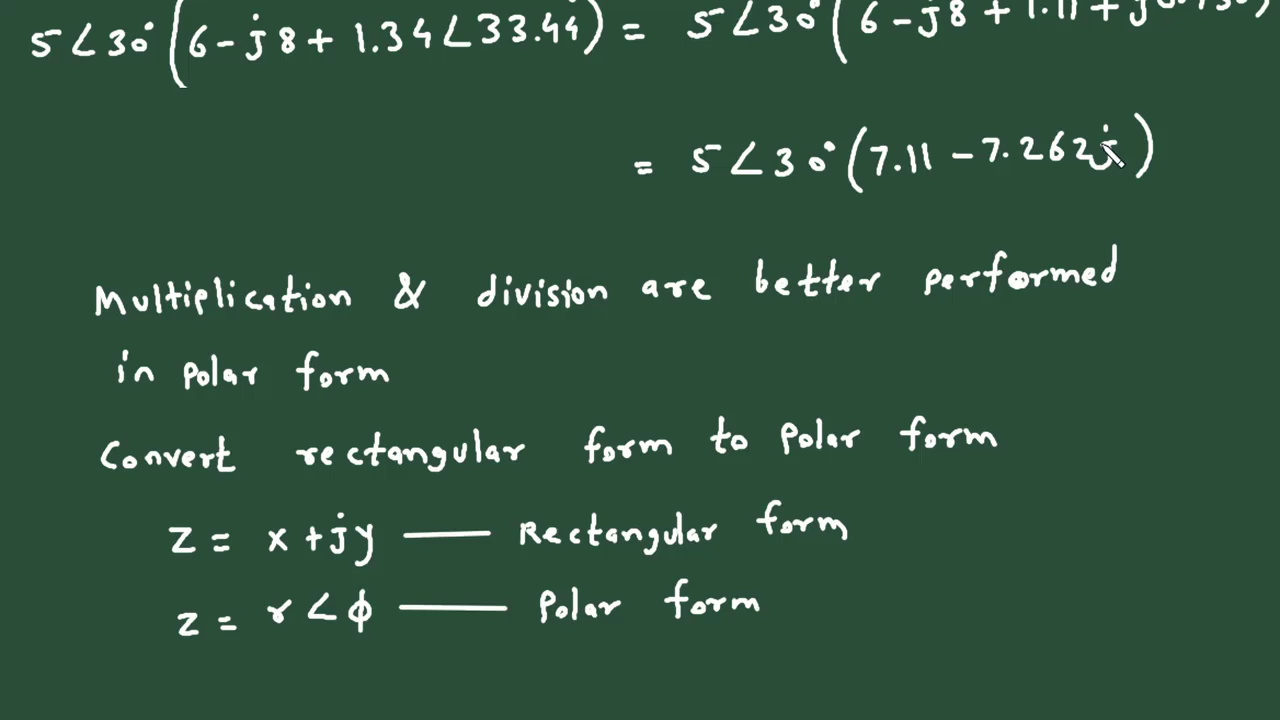 5∠30° (6-j8 + 1.34∠33.44°) = 5∠30° (6-j8 + 1.11 +
= 5∠30° (7.11 - 7.262j)
Multiplication & division are better performed
in polar form
Convert rectangular form to polar form
z = x+jy — Rectangular form
z = r∠φ — Polar form